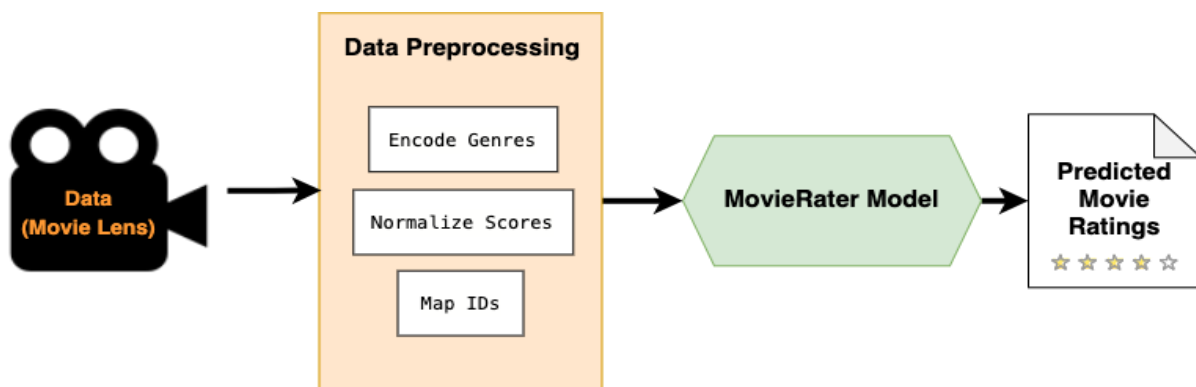 Data
(Movie Lens)
Data Preprocessing
Encode Genres
Normalize Scores
Map IDs
MovieRater Model
Predicted
Movie
Ratings